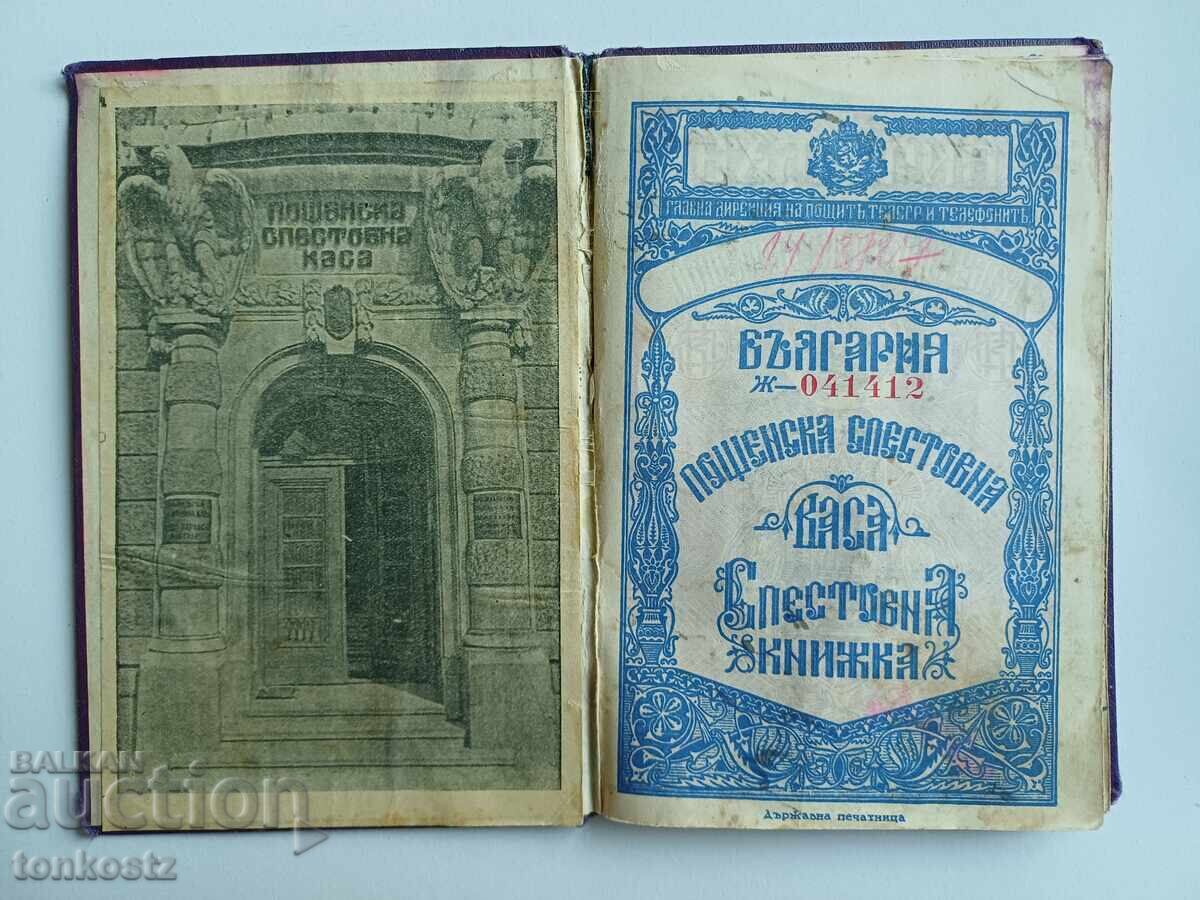 ПОЩЕНСКА
СПЕСТОВНА
КАСА
ГЛАВНА ДИРЕКЦИЯ НА ПОЩИТѢ ТЕЛЕГР. И ТЕЛЕФОНИТѢ
БЪЛГАРИЯ
Ж—041412
ПОЩЕНСКА СПЕСТОВНА
КАСА
СПЕСТОВНА
КНИЖКА
Държавна печатница
BALKAN
auction
tonkostz